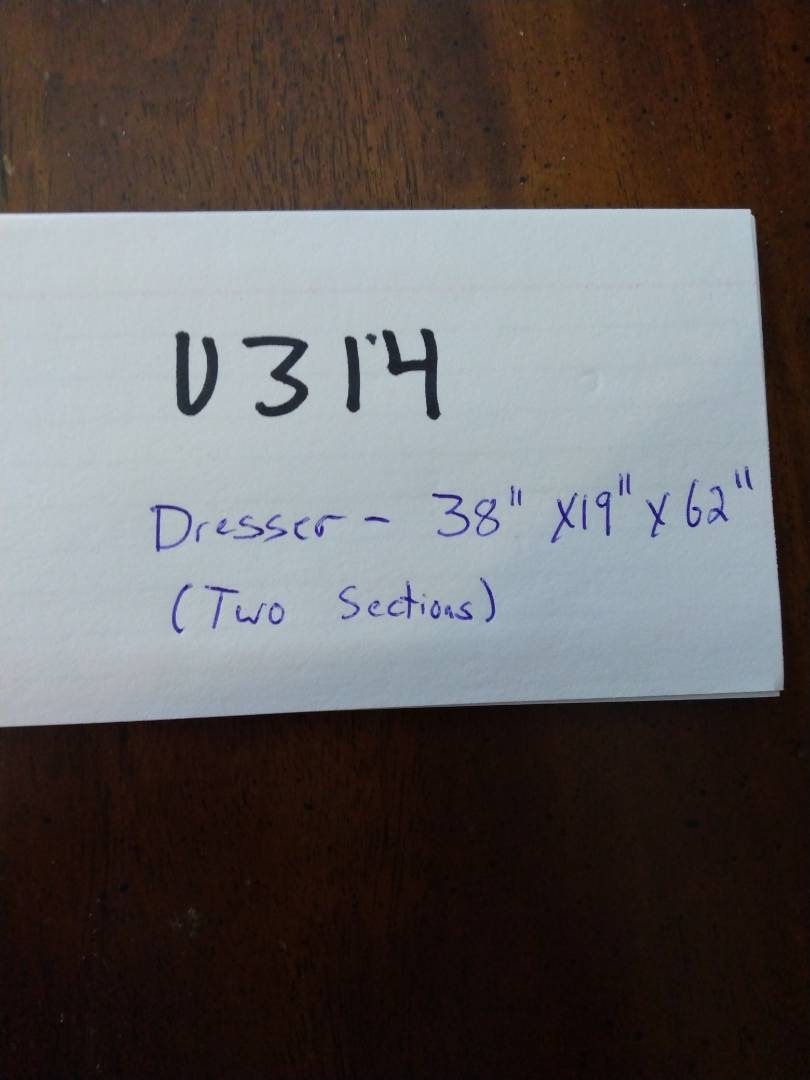 U314
Dresser - 38" x19" x 62"
(Two Sections)